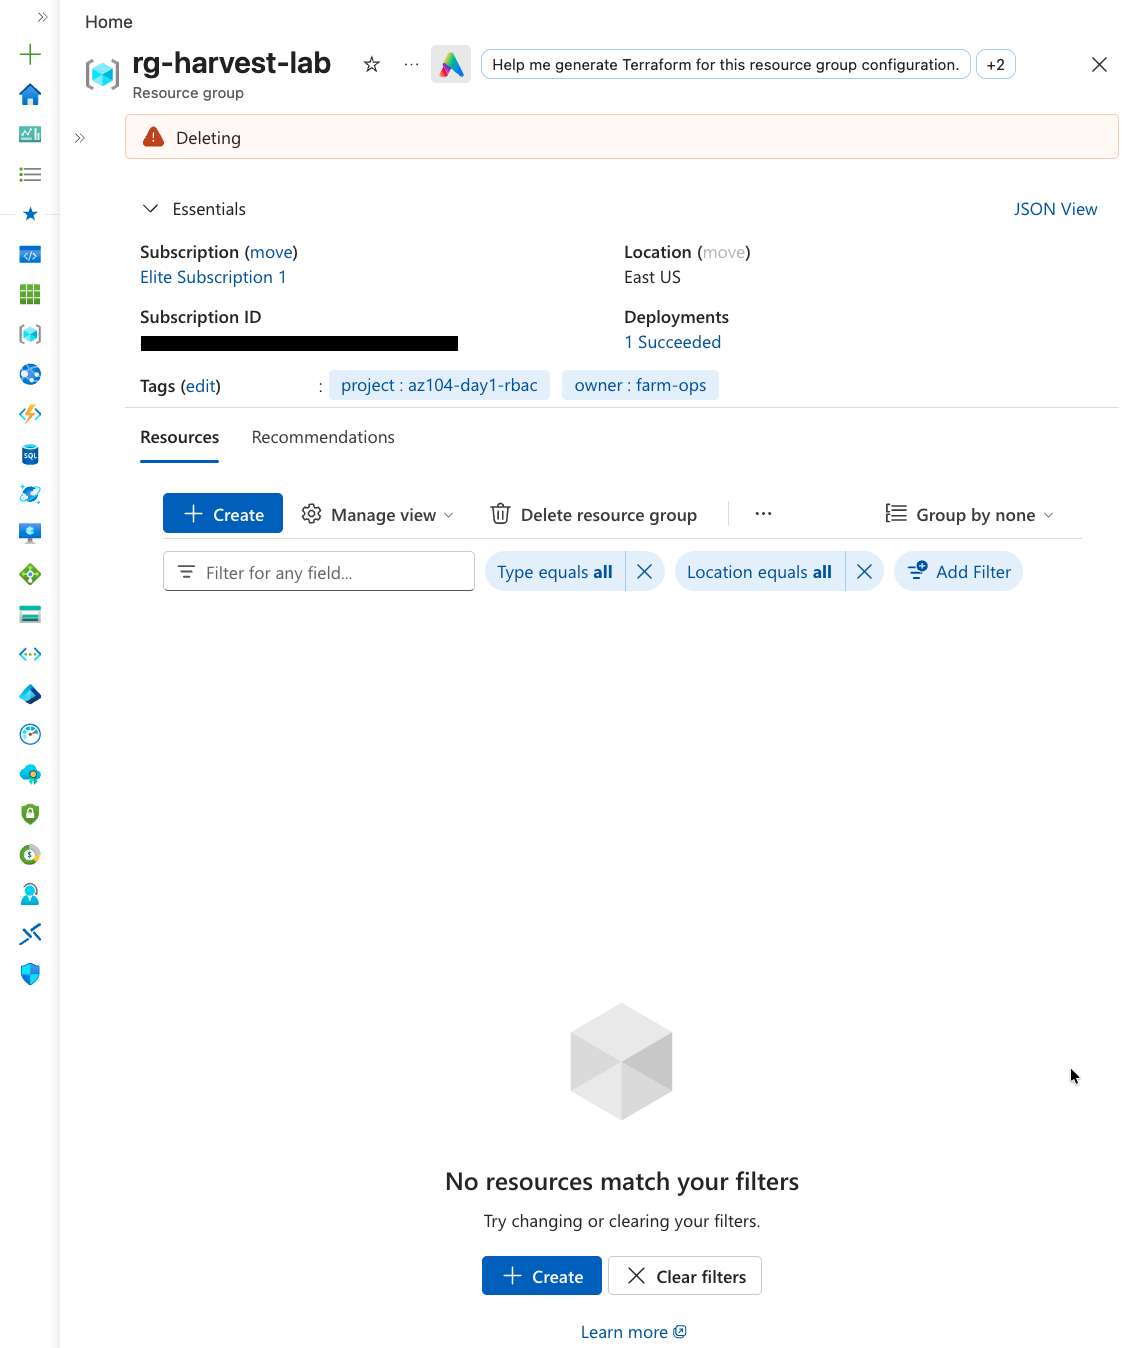 Home
rg-harvest-lab
Help me generate Terraform for this resource group configuration.
+2
Resource group
Deleting
Essentials
JSON View
Subscription (move)
Elite Subscription 1
Location (move)
East US
Subscription ID
Deployments
1 Succeeded
Tags (edit)
:
project : az104-day1-rbac
owner : farm-ops
Resources
Recommendations
Create
Manage view
Delete resource group
Group by none
Filter for any field...
Type equals all
Location equals all
Add Filter
No resources match your filters
Try changing or clearing your filters.
Create
Clear filters
Learn more